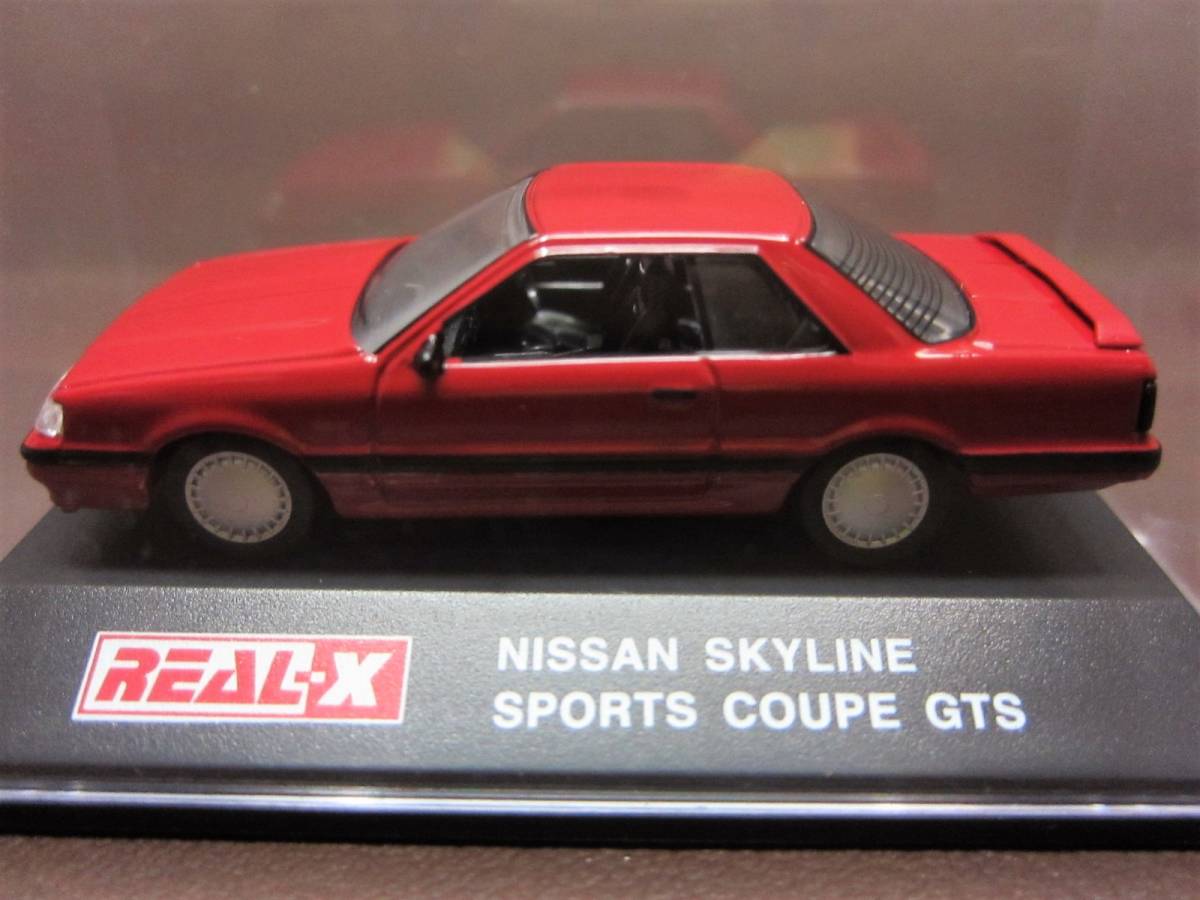 REAL-X
NISSAN SKYLINE
SPORTS COUPE GTS